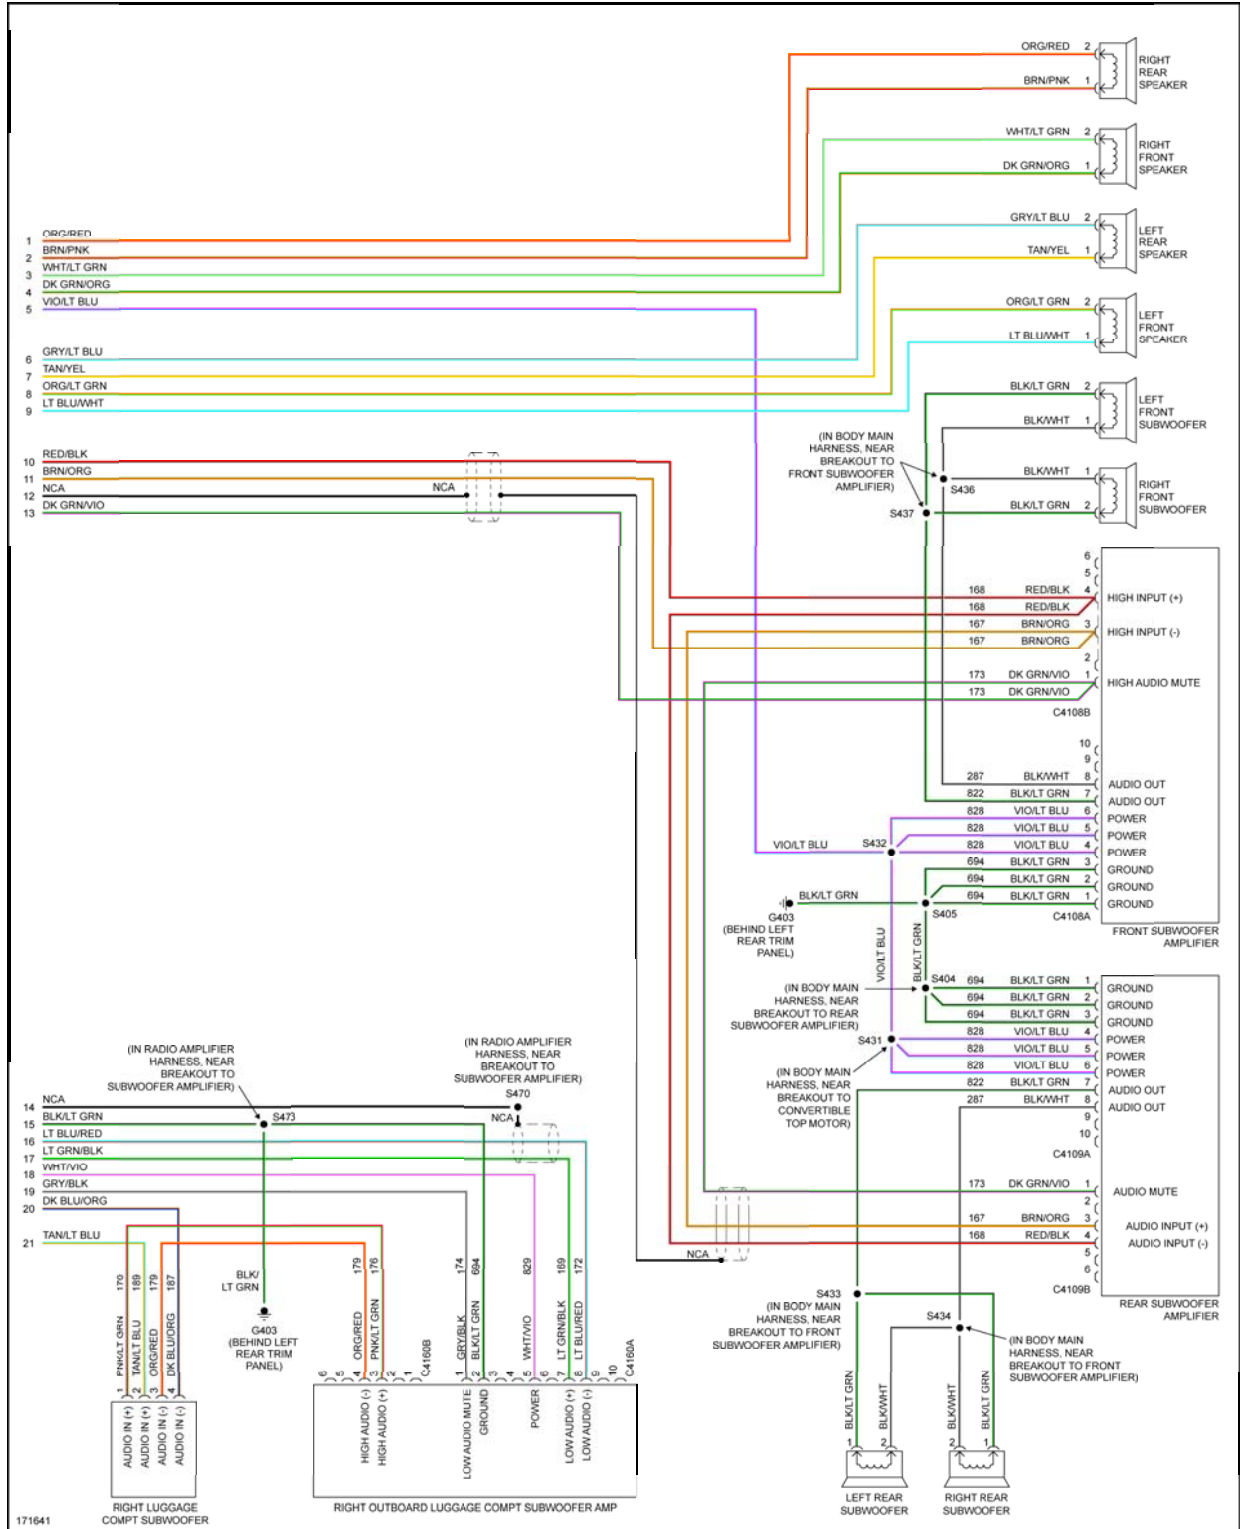 ORG/RED 2
BRN/PNK 1
RIGHT
REAR
SPEAKER
WHT/LT GRN 2
DK GRN/ORG 1
RIGHT
FRONT
SPEAKER
GRY/LT BLU 2
TAN/YEL 1
LEFT
REAR
SPEAKER
ORG/LT GRN 2
LT BLU/WHT 1
LEFT
FRONT
SPEAKER
BLK/LT GRN 2
BLK/WHT 1
LEFT
FRONT
SUBWOOFER
BLK/WHT 1
BLK/LT GRN 2
RIGHT
FRONT
SUBWOOFER
1 ORG/RED
2 BRN/PNK
3 WHT/LT GRN
4 DK GRN/ORG
5 VIO/LT BLU
6 GRY/LT BLU
7 TAN/YEL
8 ORG/LT GRN
9 LT BLU/WHT
10 RED/BLK
11 BRN/ORG
12 NCA
13 DK GRN/VIO
NCA
(IN BODY MAIN
HARNESS, NEAR
BREAKOUT TO
FRONT SUBWOOFER
AMPLIFIER)
S436
S437
6
5
168 RED/BLK 4 HIGH INPUT (+)
168 RED/BLK
167 BRN/ORG 3 HIGH INPUT (-)
167 BRN/ORG
2
173 DK GRN/VIO 1 HIGH AUDIO MUTE
173 DK GRN/VIO
C4108B
10
9
287 BLK/WHT 8 AUDIO OUT
822 BLK/LT GRN 7 AUDIO OUT
828 VIO/LT BLU 6 POWER
828 VIO/LT BLU 5 POWER
828 VIO/LT BLU 4 POWER
694 BLK/LT GRN 3 GROUND
694 BLK/LT GRN 2 GROUND
694 BLK/LT GRN 1 GROUND
C4108A
FRONT SUBWOOFER
AMPLIFIER
VIO/LT BLU
S432
BLK/LT GRN
S405
G403
(BEHIND LEFT
REAR TRIM
PANEL)
VIO/LT BLU
BLK/LT GRN
S404
(IN BODY MAIN
HARNESS, NEAR
BREAKOUT TO REAR
SUBWOOFER AMPLIFIER)
S431
(IN BODY MAIN
HARNESS, NEAR
BREAKOUT TO
CONVERTIBLE
TOP MOTOR)
694 BLK/LT GRN 1 GROUND
694 BLK/LT GRN 2 GROUND
694 BLK/LT GRN 3 GROUND
828 VIO/LT BLU 4 POWER
828 VIO/LT BLU 5 POWER
828 VIO/LT BLU 6 POWER
822 BLK/LT GRN 7 AUDIO OUT
287 BLK/WHT 8 AUDIO OUT
9
10
C4109A
173 DK GRN/VIO 1 AUDIO MUTE
2
167 BRN/ORG 3 AUDIO INPUT (+)
168 RED/BLK 4 AUDIO INPUT (-)
5
6
C4109B
REAR SUBWOOFER
AMPLIFIER
NCA
(IN RADIO AMPLIFIER
HARNESS, NEAR
BREAKOUT TO
SUBWOOFER AMPLIFIER)
S473
(IN RADIO AMPLIFIER
HARNESS, NEAR
BREAKOUT TO
SUBWOOFER AMPLIFIER)
S470
NCA
14 NCA
15 BLK/LT GRN
16 LT BLU/RED
17 LT GRN/BLK
18 WHT/VIO
19 GRY/BLK
20 DK BLU/ORG
21 TAN/LT BLU
BLK/
LT GRN
G403
(BEHIND LEFT
REAR TRIM
PANEL)
1 PNK/LT GRN 170
2 TAN/LT BLU 189
3 ORG/RED 179
4 DK BLU/ORG 187
AUDIO IN (+)
AUDIO IN (+)
AUDIO IN (-)
AUDIO IN (-)
RIGHT LUGGAGE
COMPT SUBWOOFER
6
5
4 ORG/RED 179
3 PNK/LT GRN 176
2
1
C4160B
1 GRY/BLK 174
2 BLK/LT GRN 694
3
4
5 WHT/VIO 829
6
7 LT GRN/BLK 169
8 LT BLU/RED 172
9
10
C4160A
HIGH AUDIO (-)
HIGH AUDIO (+)
LOW AUDIO MUTE
GROUND
POWER
LOW AUDIO (+)
LOW AUDIO (-)
RIGHT OUTBOARD LUGGAGE COMPT SUBWOOFER AMP
S433
(IN BODY MAIN
HARNESS, NEAR
BREAKOUT TO FRONT
SUBWOOFER AMPLIFIER)
S434
(IN BODY MAIN
HARNESS, NEAR
BREAKOUT TO FRONT
SUBWOOFER AMPLIFIER)
1 BLK/LT GRN
2 BLK/WHT
2 BLK/WHT
1 BLK/LT GRN
LEFT REAR
SUBWOOFER
RIGHT REAR
SUBWOOFER
171641